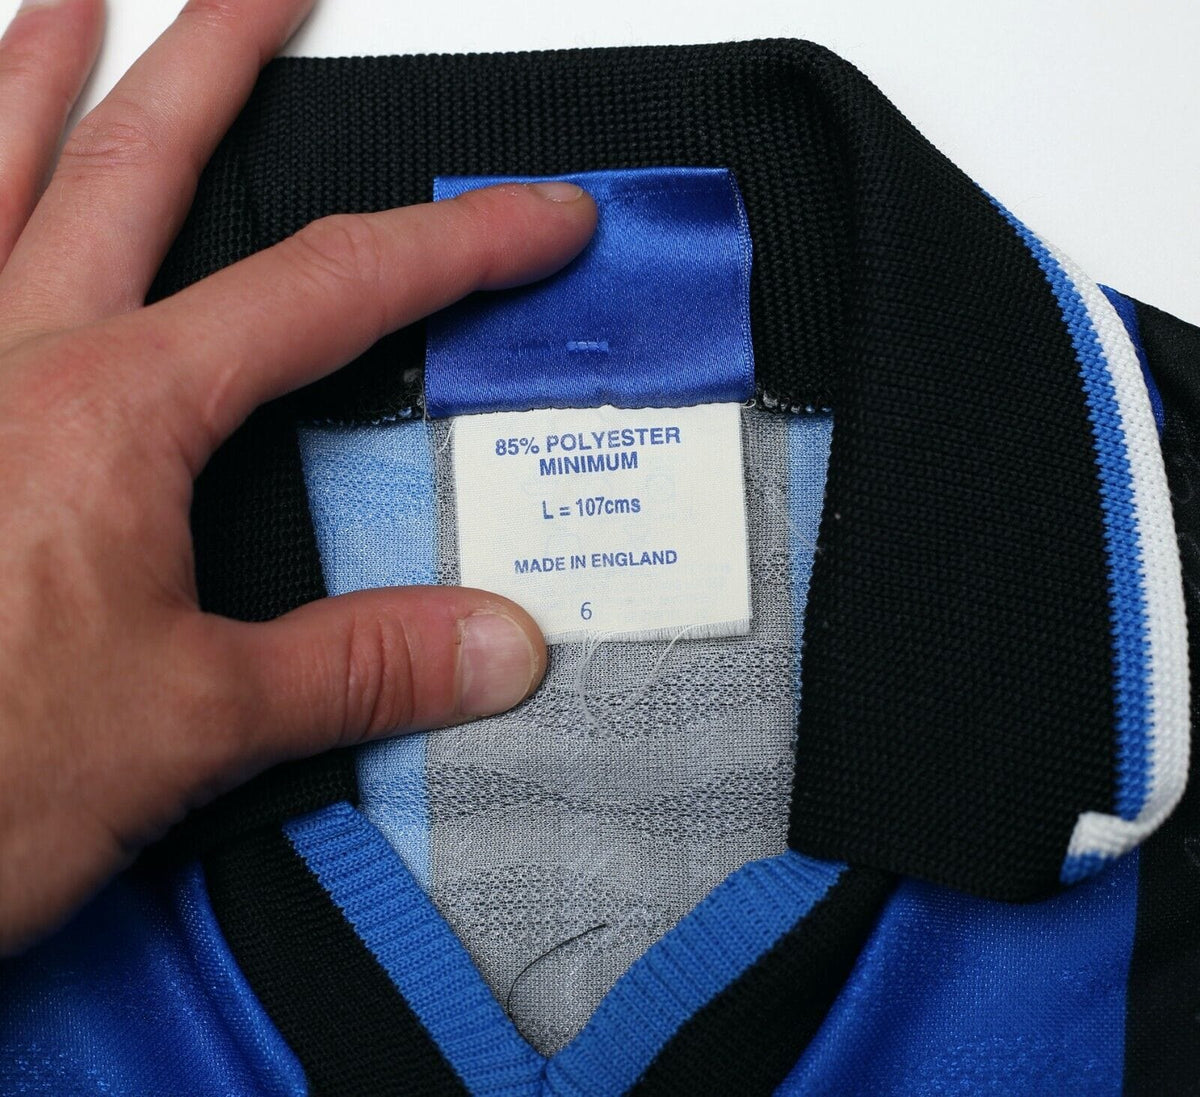 85% POLYESTER
MINIMUM
L = 107cms
MADE IN ENGLAND
6